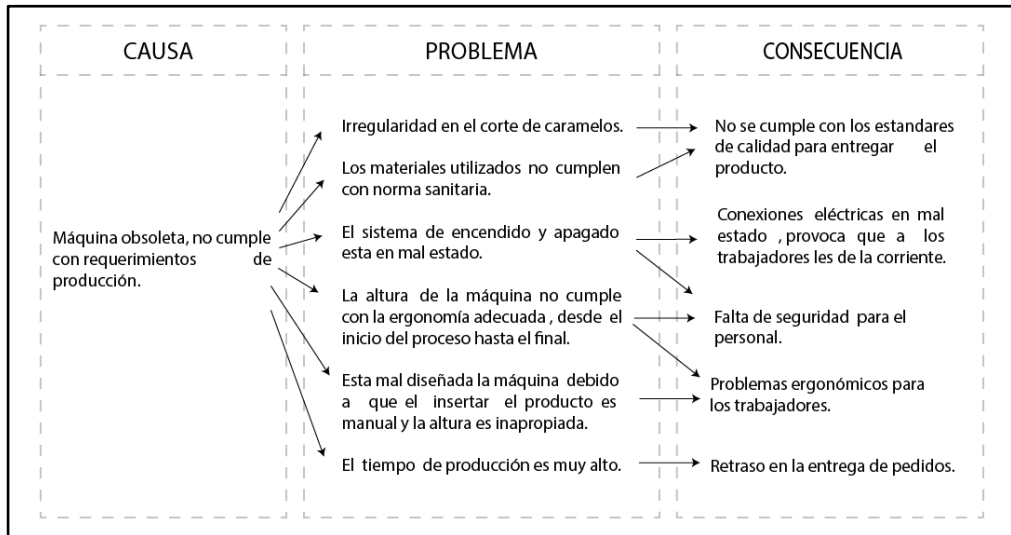 CAUSA
PROBLEMA
CONSECUENCIA
Máquina obsoleta, no cumple
con requerimientos de
producción.
Irregularidad en el corte de caramelos.
Los materiales utilizados no cumplen
con norma sanitaria.
El sistema de encendido y apagado
esta en mal estado.
La altura de la máquina no cumple
con la ergonomía adecuada , desde el
inicio del proceso hasta el final.
Esta mal diseñada la máquina debido
a que el insertar el producto es
manual y la altura es inapropiada.
El tiempo de producción es muy alto.
No se cumple con los estandares
de calidad para entregar el
producto.
Conexiones eléctricas en mal
estado , provoca que a los
trabajadores les de la corriente.
Falta de seguridad para el
personal.
Problemas ergonómicos para
los trabajadores.
Retraso en la entrega de pedidos.